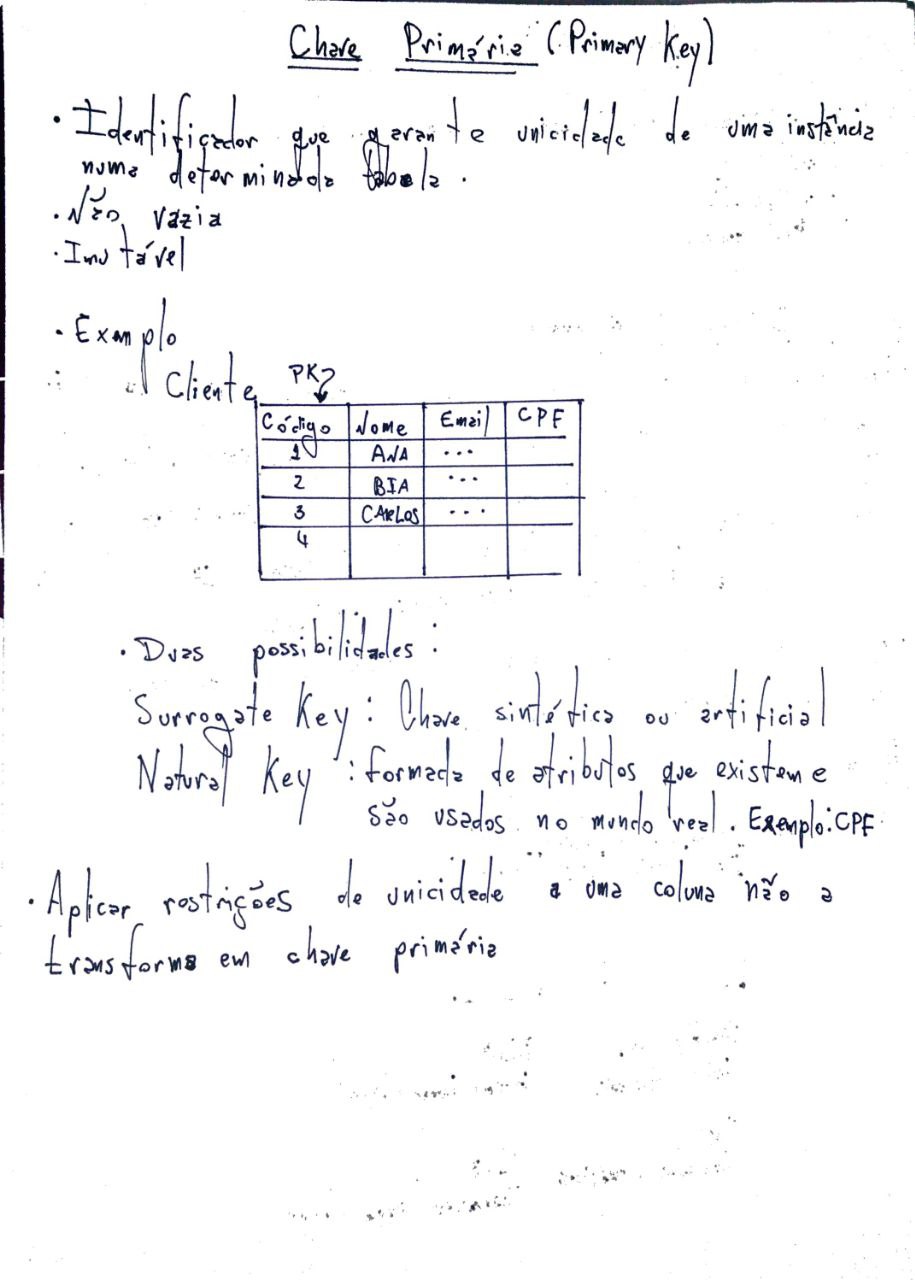 Chave Primária (Primary Key)
• Identificador que garante unicidade de uma instância
numa determinada tabela.
• Não vazia
• Imutável
• Exemplo
Cliente PK
Código Nome Email CPF
1 ANA ...
2 BIA ...
3 CARLOS ...
4
• Duas possibilidades:
Surrogate Key: Chave sintética ou artificial
Natural Key: formada de atributos que existem e
são usados no mundo real. Exemplo: CPF
• Aplicar restrições de unicidade a uma coluna não a
transforma em chave primária